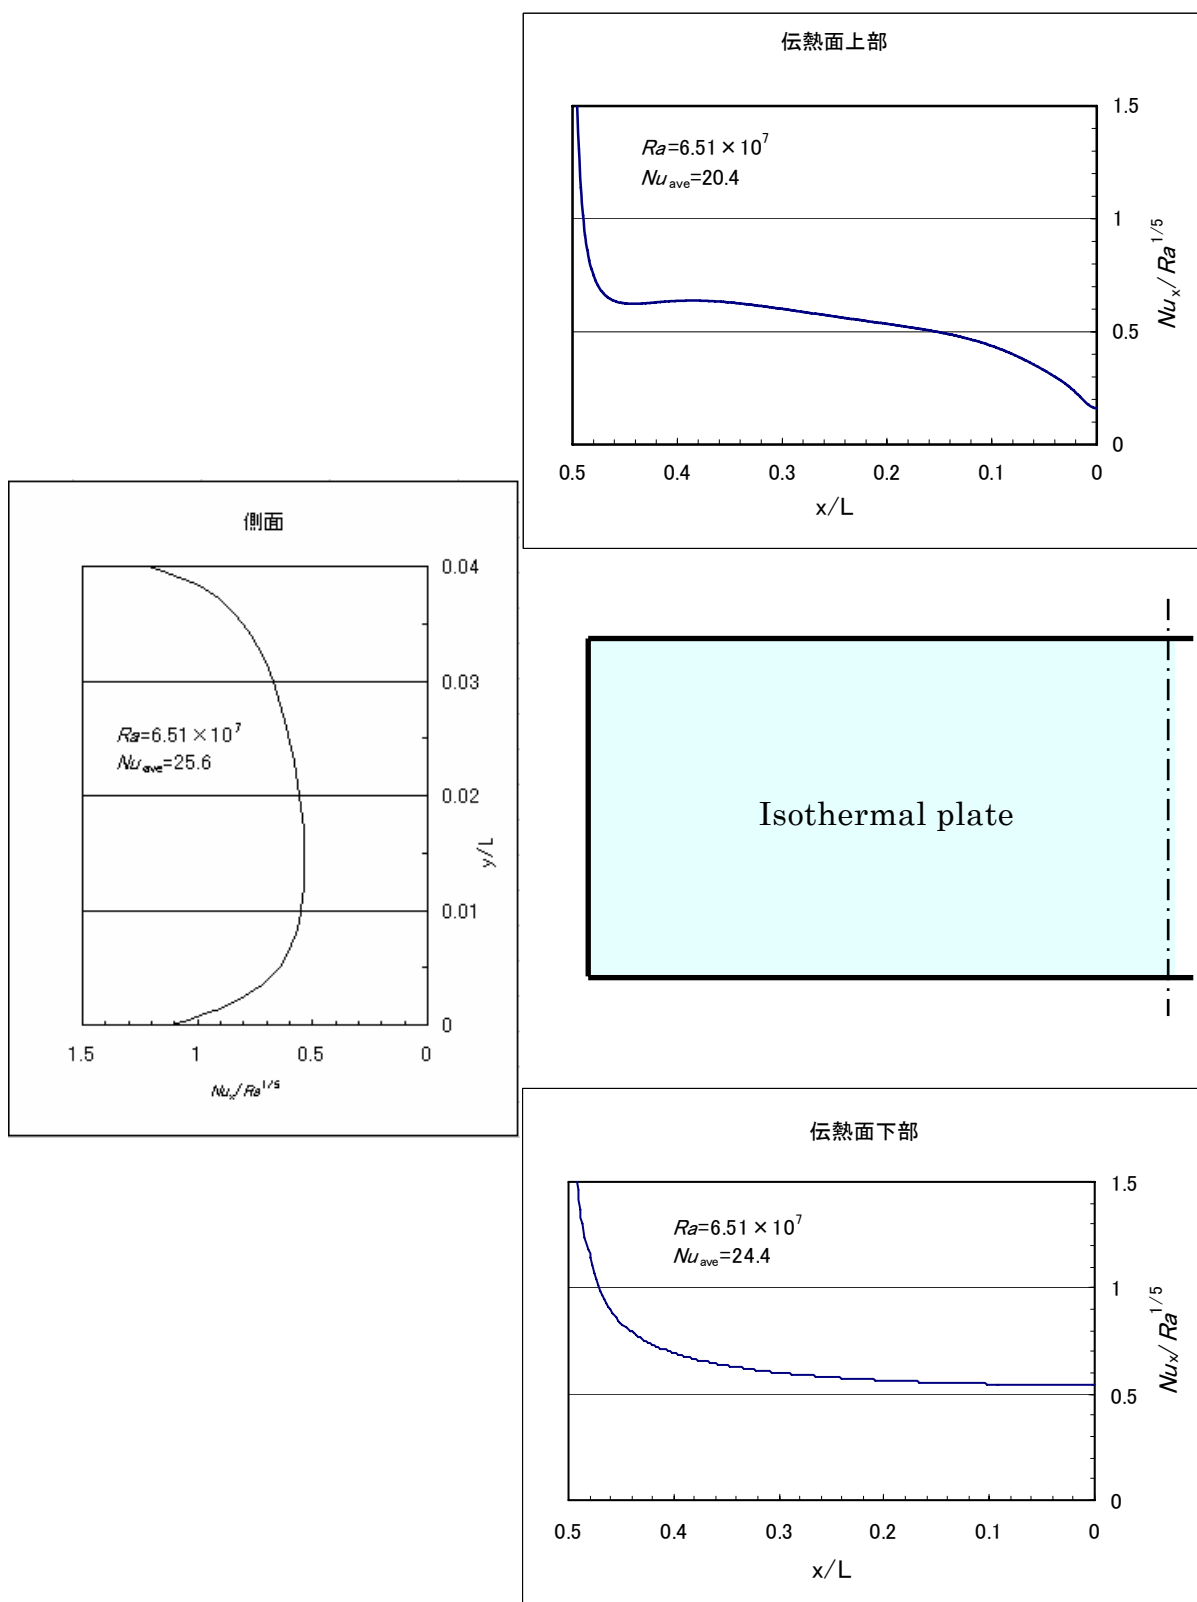 伝熱面上部
Ra=6.51×10^7
Nu_ave=20.4
1.5
1
0.5
0
Nu_x/Ra^1/5
0.5 0.4 0.3 0.2 0.1 0
x/L
側面
Ra=6.51×10^7
Nu_ave=25.6
0.04
0.03
0.02
0.01
0
y/L
1.5 1 0.5 0
Nu_x/Ra^1/5
Isothermal plate
伝熱面下部
Ra=6.51×10^7
Nu_ave=24.4
1.5
1
0.5
0
Nu_x/Ra^1/5
0.5 0.4 0.3 0.2 0.1 0
x/L